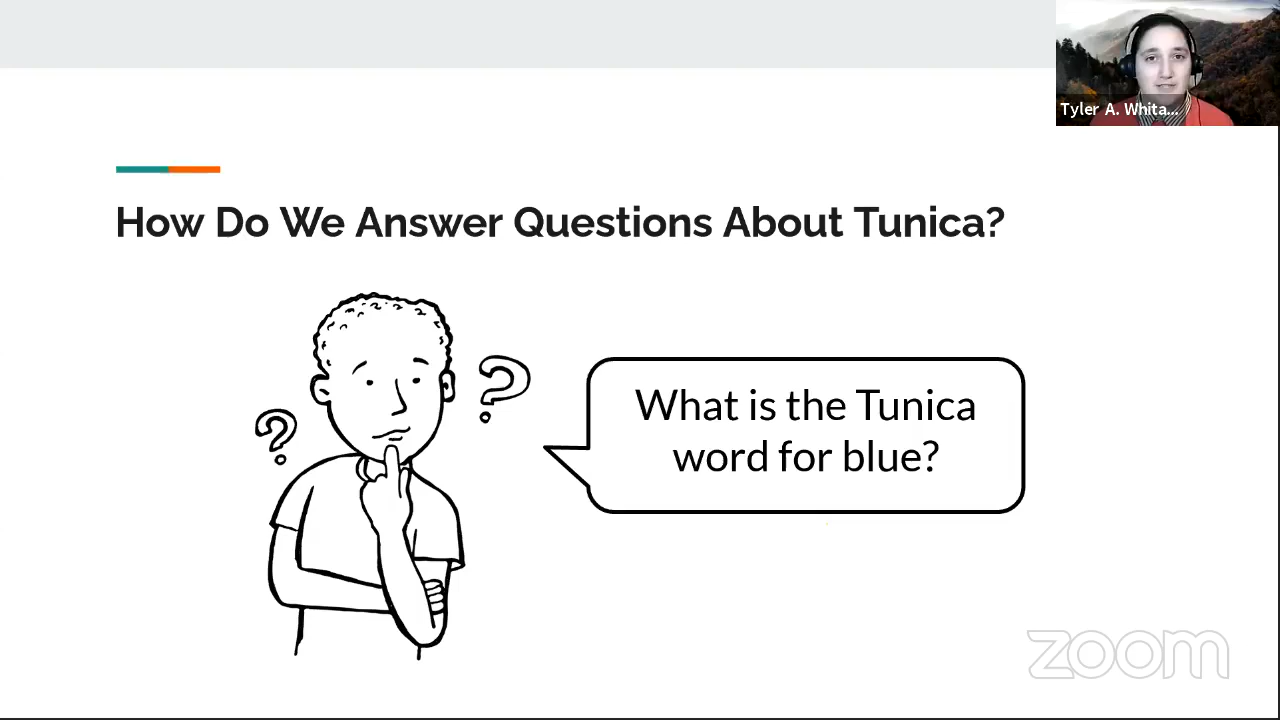 Tyler A. Whita...
How Do We Answer Questions About Tunica?
What is the Tunica
word for blue?
zoom